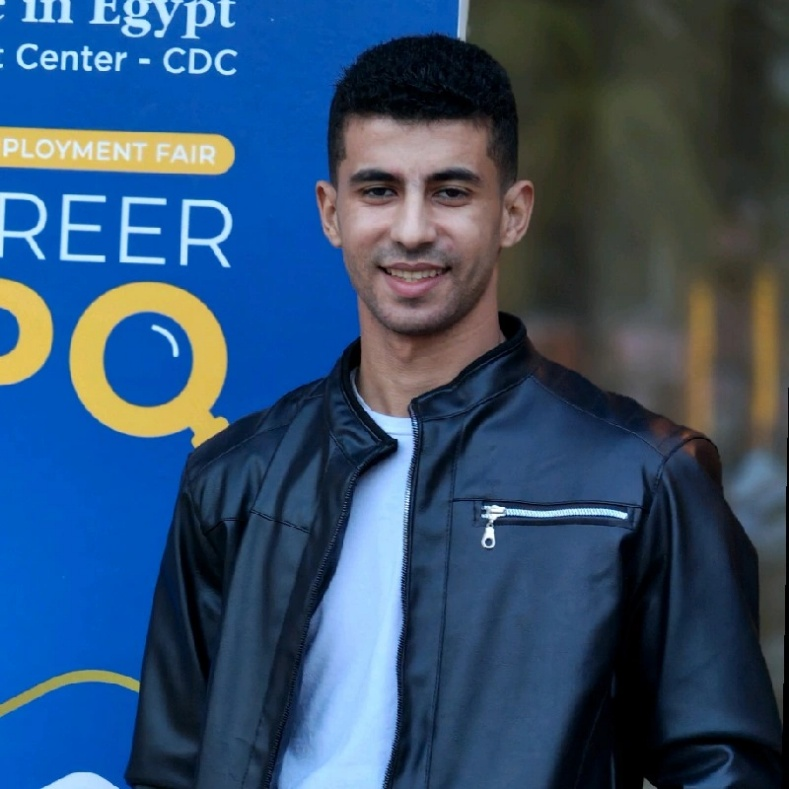 in Egypt
Center - CDC
PLOYMENT FAIR
REER